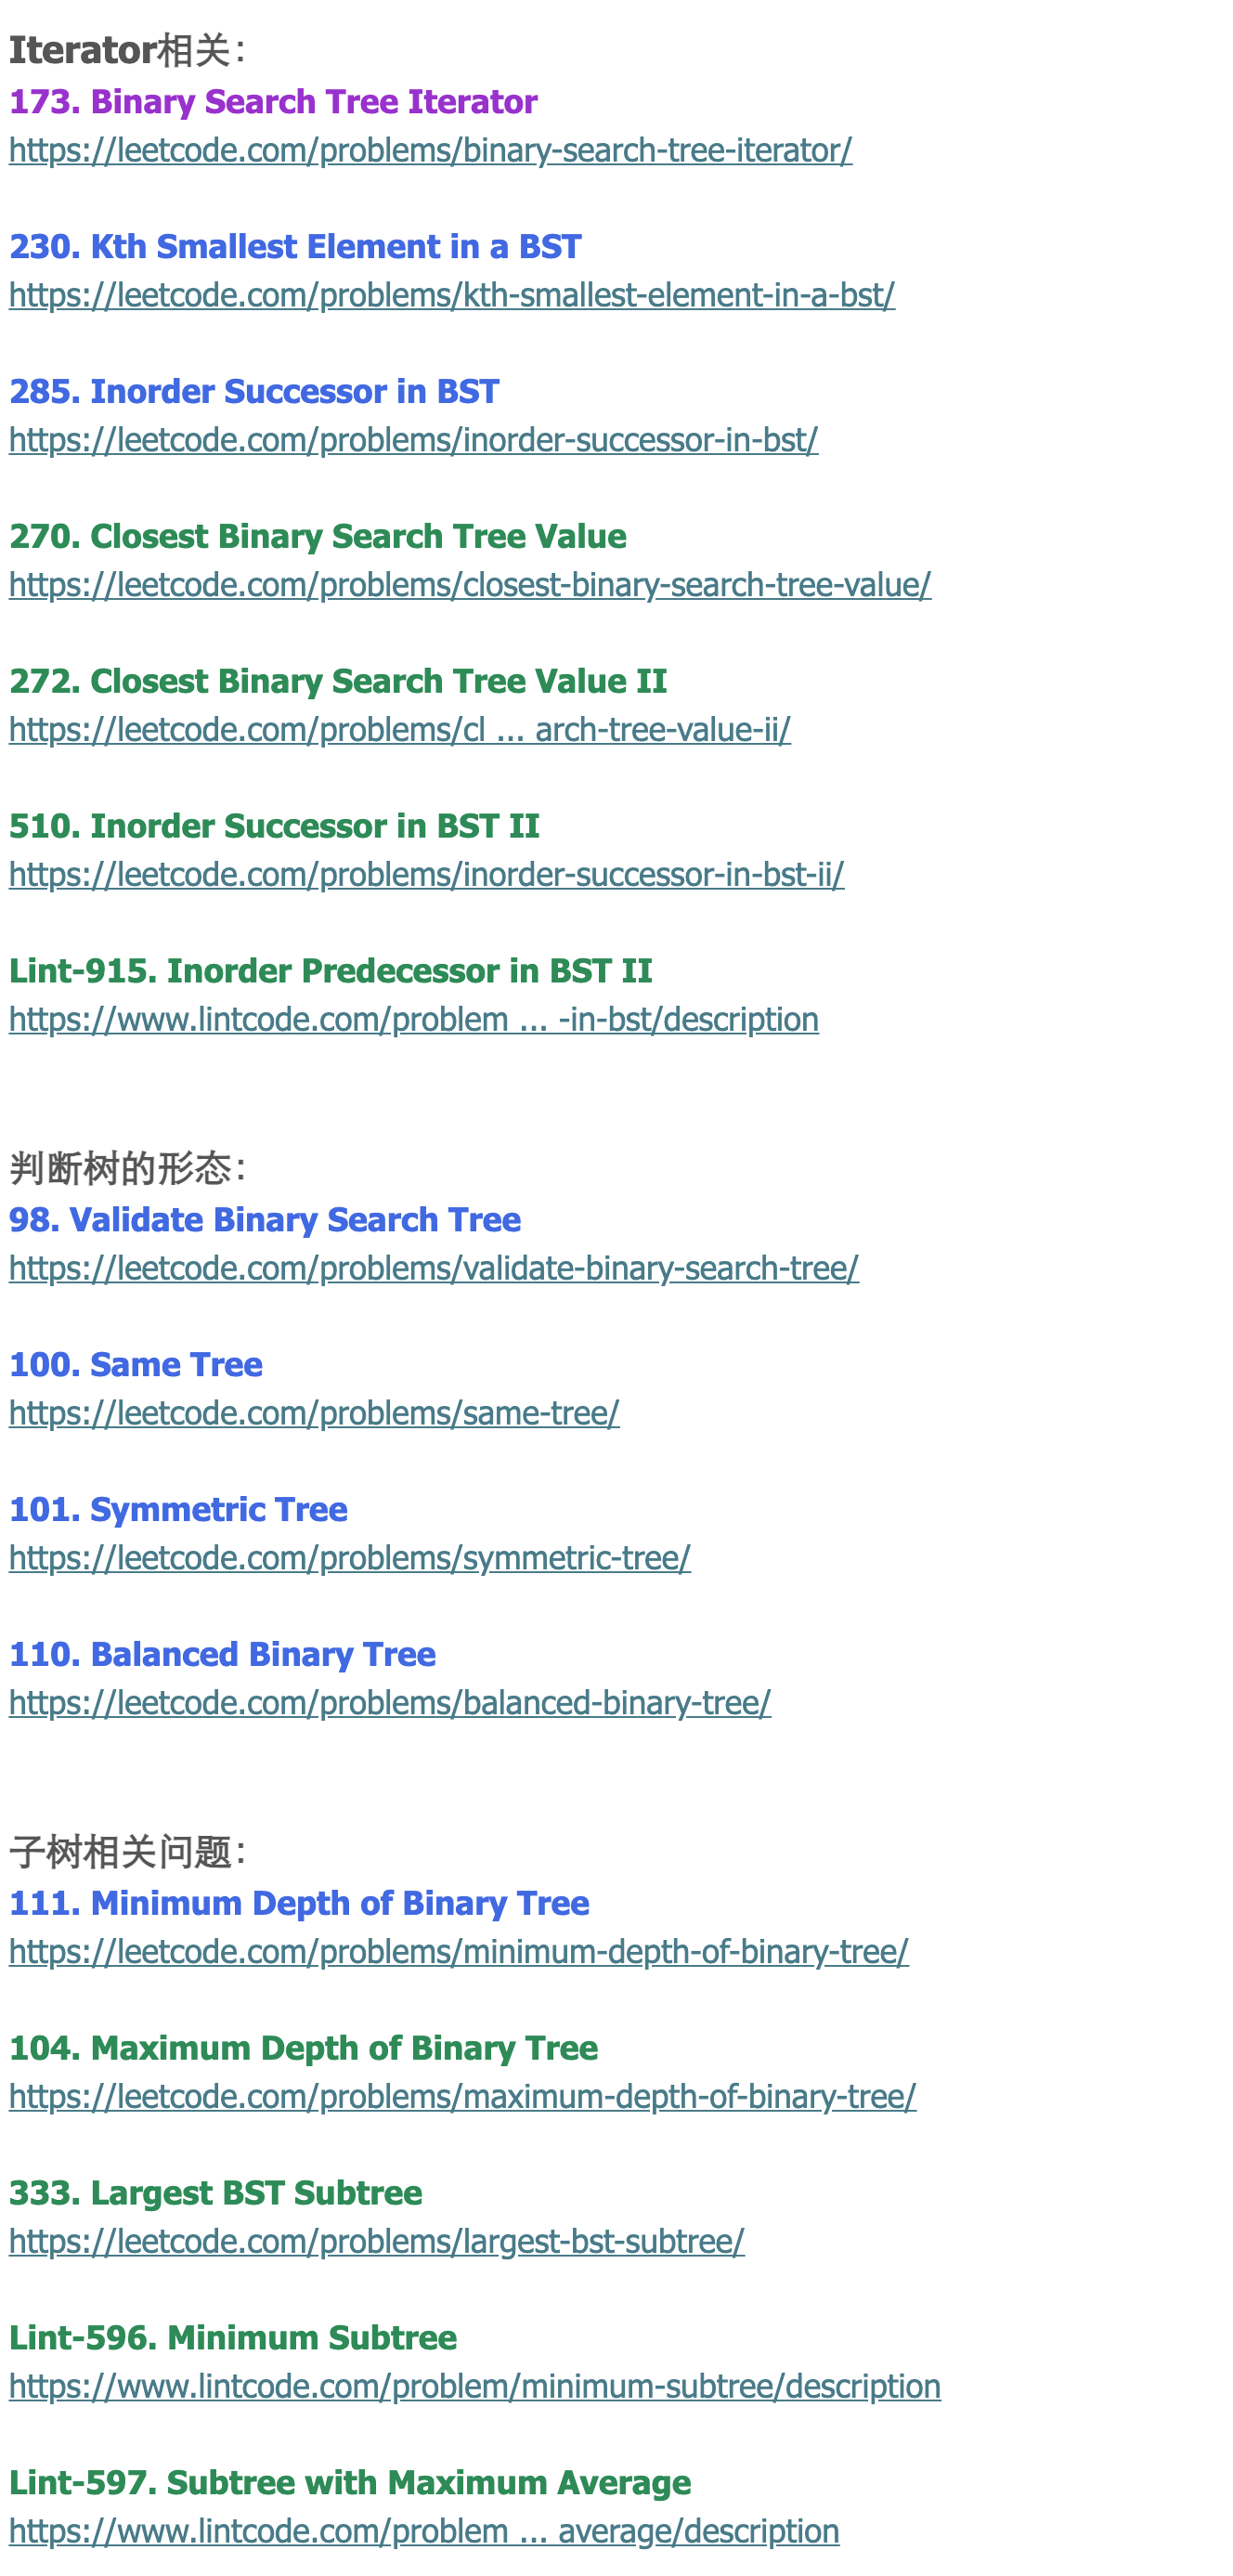 Iterator相关：
173. Binary Search Tree Iterator
https://leetcode.com/problems/binary-search-tree-iterator/
230. Kth Smallest Element in a BST
https://leetcode.com/problems/kth-smallest-element-in-a-bst/
285. Inorder Successor in BST
https://leetcode.com/problems/inorder-successor-in-bst/
270. Closest Binary Search Tree Value
https://leetcode.com/problems/closest-binary-search-tree-value/
272. Closest Binary Search Tree Value II
https://leetcode.com/problems/cl ... arch-tree-value-ii/
510. Inorder Successor in BST II
https://leetcode.com/problems/inorder-successor-in-bst-ii/
Lint-915. Inorder Predecessor in BST II
https://www.lintcode.com/problem ... -in-bst/description
判断树的形态：
98. Validate Binary Search Tree
https://leetcode.com/problems/validate-binary-search-tree/
100. Same Tree
https://leetcode.com/problems/same-tree/
101. Symmetric Tree
https://leetcode.com/problems/symmetric-tree/
110. Balanced Binary Tree
https://leetcode.com/problems/balanced-binary-tree/
子树相关问题：
111. Minimum Depth of Binary Tree
https://leetcode.com/problems/minimum-depth-of-binary-tree/
104. Maximum Depth of Binary Tree
https://leetcode.com/problems/maximum-depth-of-binary-tree/
333. Largest BST Subtree
https://leetcode.com/problems/largest-bst-subtree/
Lint-596. Minimum Subtree
https://www.lintcode.com/problem/minimum-subtree/description
Lint-597. Subtree with Maximum Average
https://www.lintcode.com/problem ... average/description